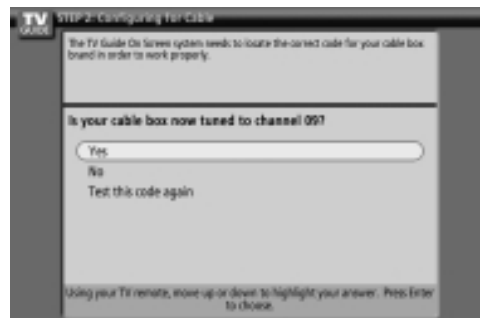 TV
GUIDE
STEP 2: Configuring for Cable
The TV Guide On Screen system needs to locate the correct code for your cable box
brand in order to work properly.
Is your cable box now tuned to channel 09?
Yes
No
Test this code again
Using your TV remote, move up or down to highlight your answer. Press Enter
to choose.